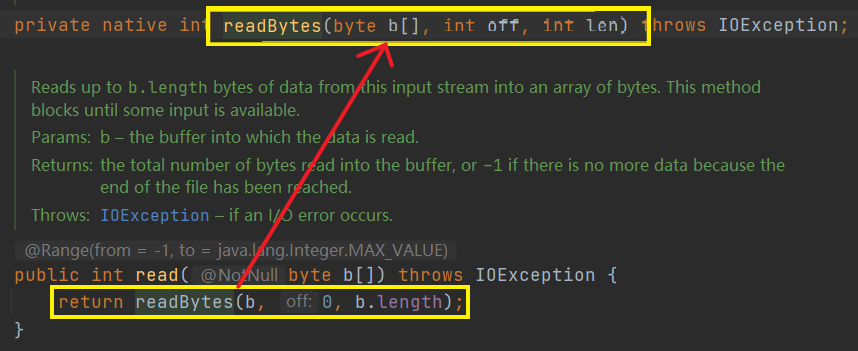 private native int readBytes(byte b[], int off, int len) throws IOException;
Reads up to b.length bytes of data from this input stream into an array of bytes. This method
blocks until some input is available.
Params: b – the buffer into which the data is read.
Returns: the total number of bytes read into the buffer, or -1 if there is no more data because the
end of the file has been reached.
Throws: IOException – if an I/O error occurs.
@Range(from = -1, to = java.lang.Integer.MAX_VALUE)
public int read( @NotNull byte b[]) throws IOException {
return readBytes(b, off: 0, b.length);
}